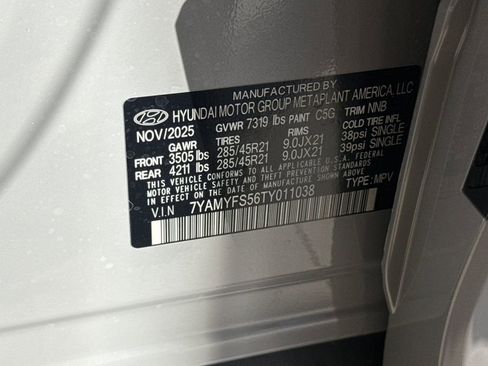 MANUFACTURED BY
HYUNDAI MOTOR GROUP METAPLANT AMERICA, LLC
NOV/2025 GVWR 7319 lbs PAINT C5G TRIM NNB
GAWR TIRES RIMS COLD TIRE INFL
FRONT 3505 lbs 285/45R21 9.0JX21 38psi SINGLE
REAR 4211 lbs 285/45R21 9.0JX21 39psi SINGLE
THIS VEHICLE CONFORMS TO ALL APPLICABLE U.S.A. FEDERAL
MOTOR VEHICLE SAFETY STANDARDS IN EFFECT ON THE
DATE OF MANUFACTURE SHOWN ABOVE.
V.I.N 7YAMYFS56TY011038 TYPE: MPV